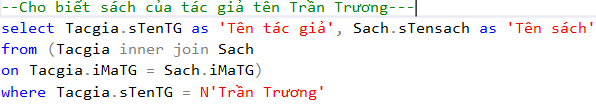 --Cho biết sách của tác giả tên Trần Trương---
select Tacgia.sTenTG as 'Tên tác giả', Sach.sTensach as 'Tên sách'
from (Tacgia inner join Sach
on Tacgia.iMaTG = Sach.iMaTG)
where Tacgia.sTenTG = N'Trần Trương'